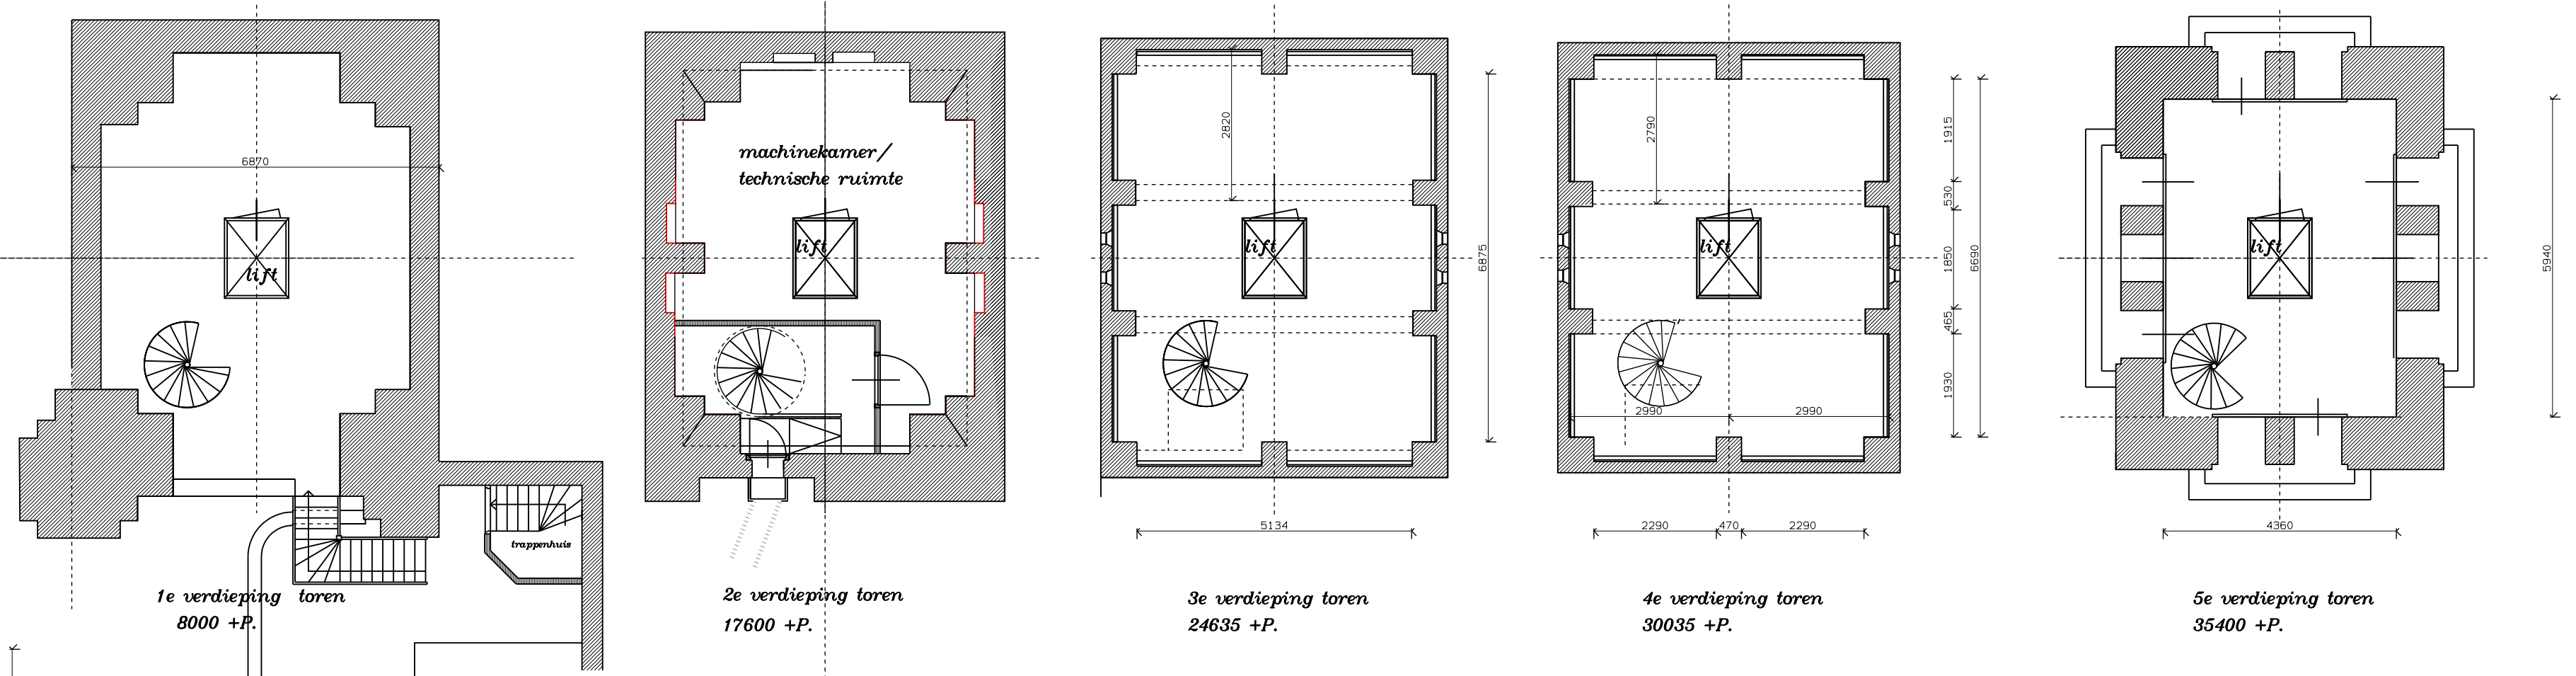 6870
lift
trappenhuis
1e verdieping toren
8000 +P.
machinekamer/
technische ruimte
lift
2e verdieping toren
17600 +P.
2820
lift
6875
5134
3e verdieping toren
24635 +P.
2790
lift
1915
530
1850
465
1930
6690
2990
2990
2290
470
2290
4e verdieping toren
30035 +P.
lift
5940
4360
5e verdieping toren
35400 +P.